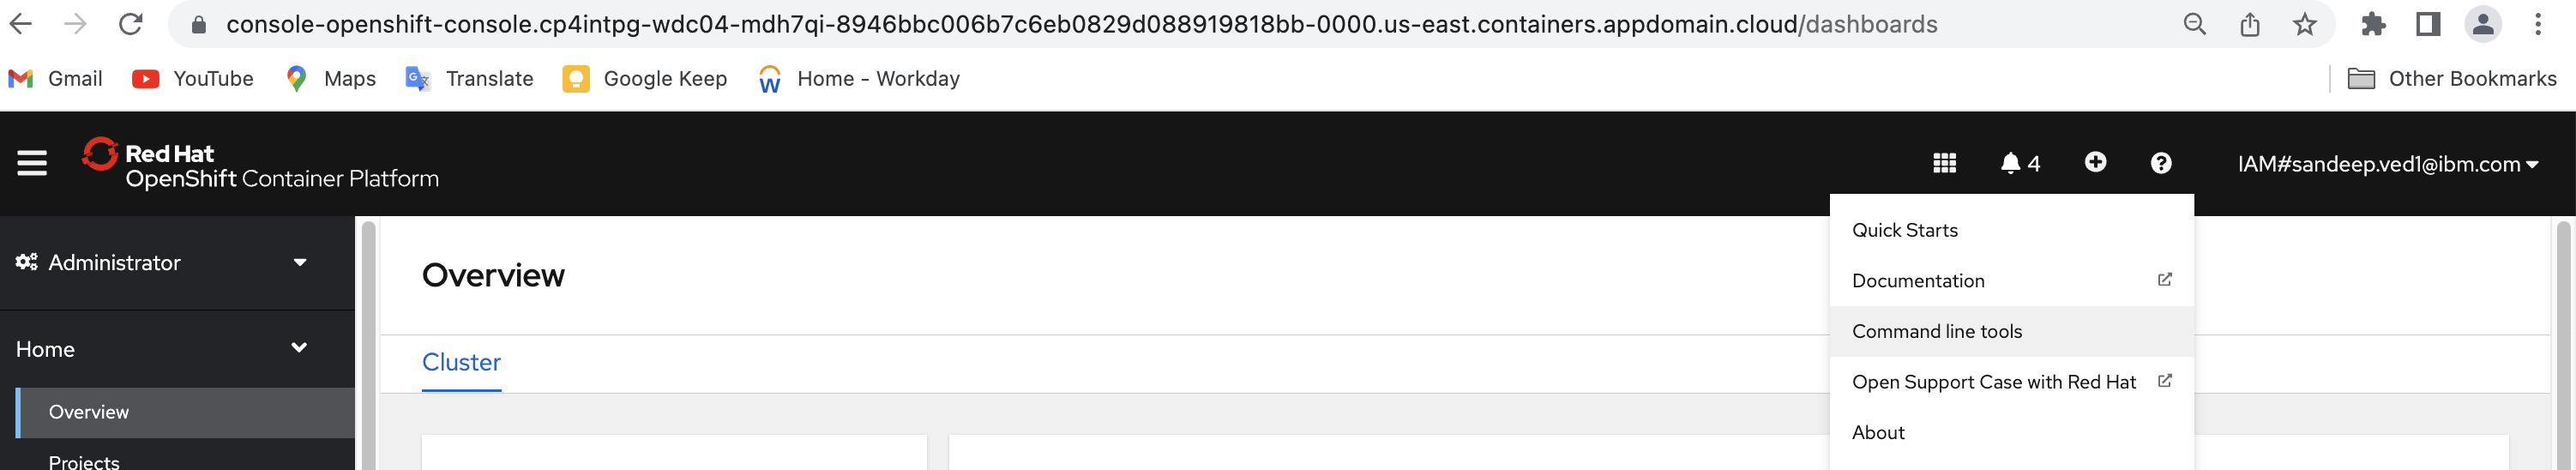 console-openshift-console.cp4intpg-wdc04-mdh7qi-8946bbc006b7c6eb0829d088919818bb-0000.us-east.containers.appdomain.cloud/dashboards
Gmail YouTube Maps Translate Google Keep Home - Workday Other Bookmarks
Red Hat
OpenShift Container Platform
4
IAM#sandeep.ved1@ibm.com
Administrator
Home
Overview
Projects
Overview
Cluster
Quick Starts
Documentation
Command line tools
Open Support Case with Red Hat
About